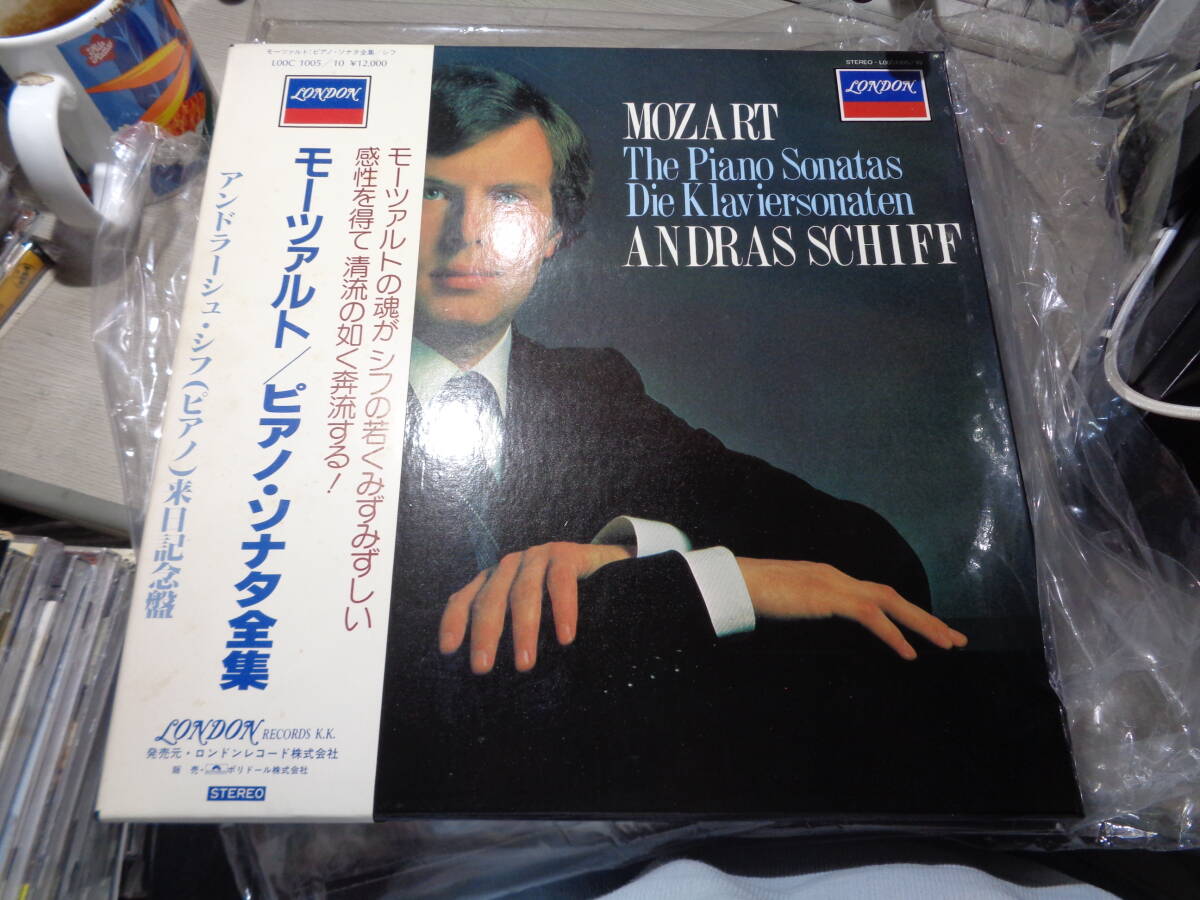 モーツァルト：ピアノ・ソナタ全集／シフ
L00C 1005／10 ¥12,000
LONDON
モーツァルトの魂が シフの若くみずみずしい
感性を得て 清流の如く奔流する！
モーツァルト／ピアノ・ソナタ全集
アンドラーシュ・シフ（ピアノ）来日記念盤
LONDON RECORDS K.K.
発売元・ロンドンレコード株式会社
販 売・ポリドール株式会社
STEREO
STEREO
LONDON
MOZART
The Piano Sonatas
Die Klaviersonaten
ANDRAS SCHIFF